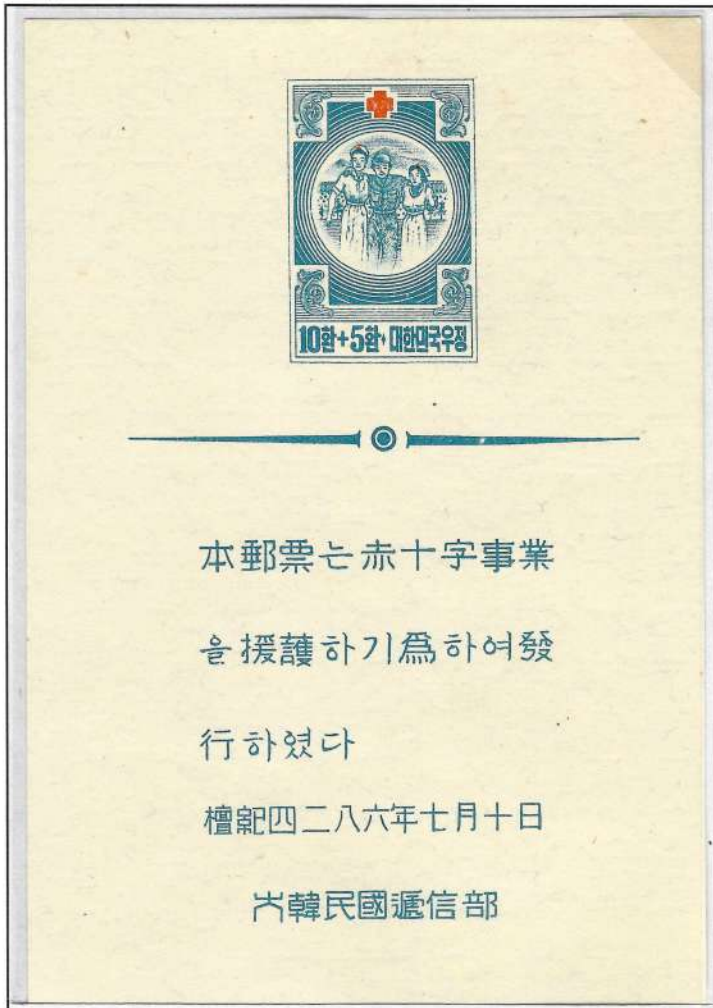 10환+5환·대한민국우정
本郵票는赤十字事業
을援護하기爲하여發
行하였다
檀紀四二八六年七月十日
大韓民國遞信部